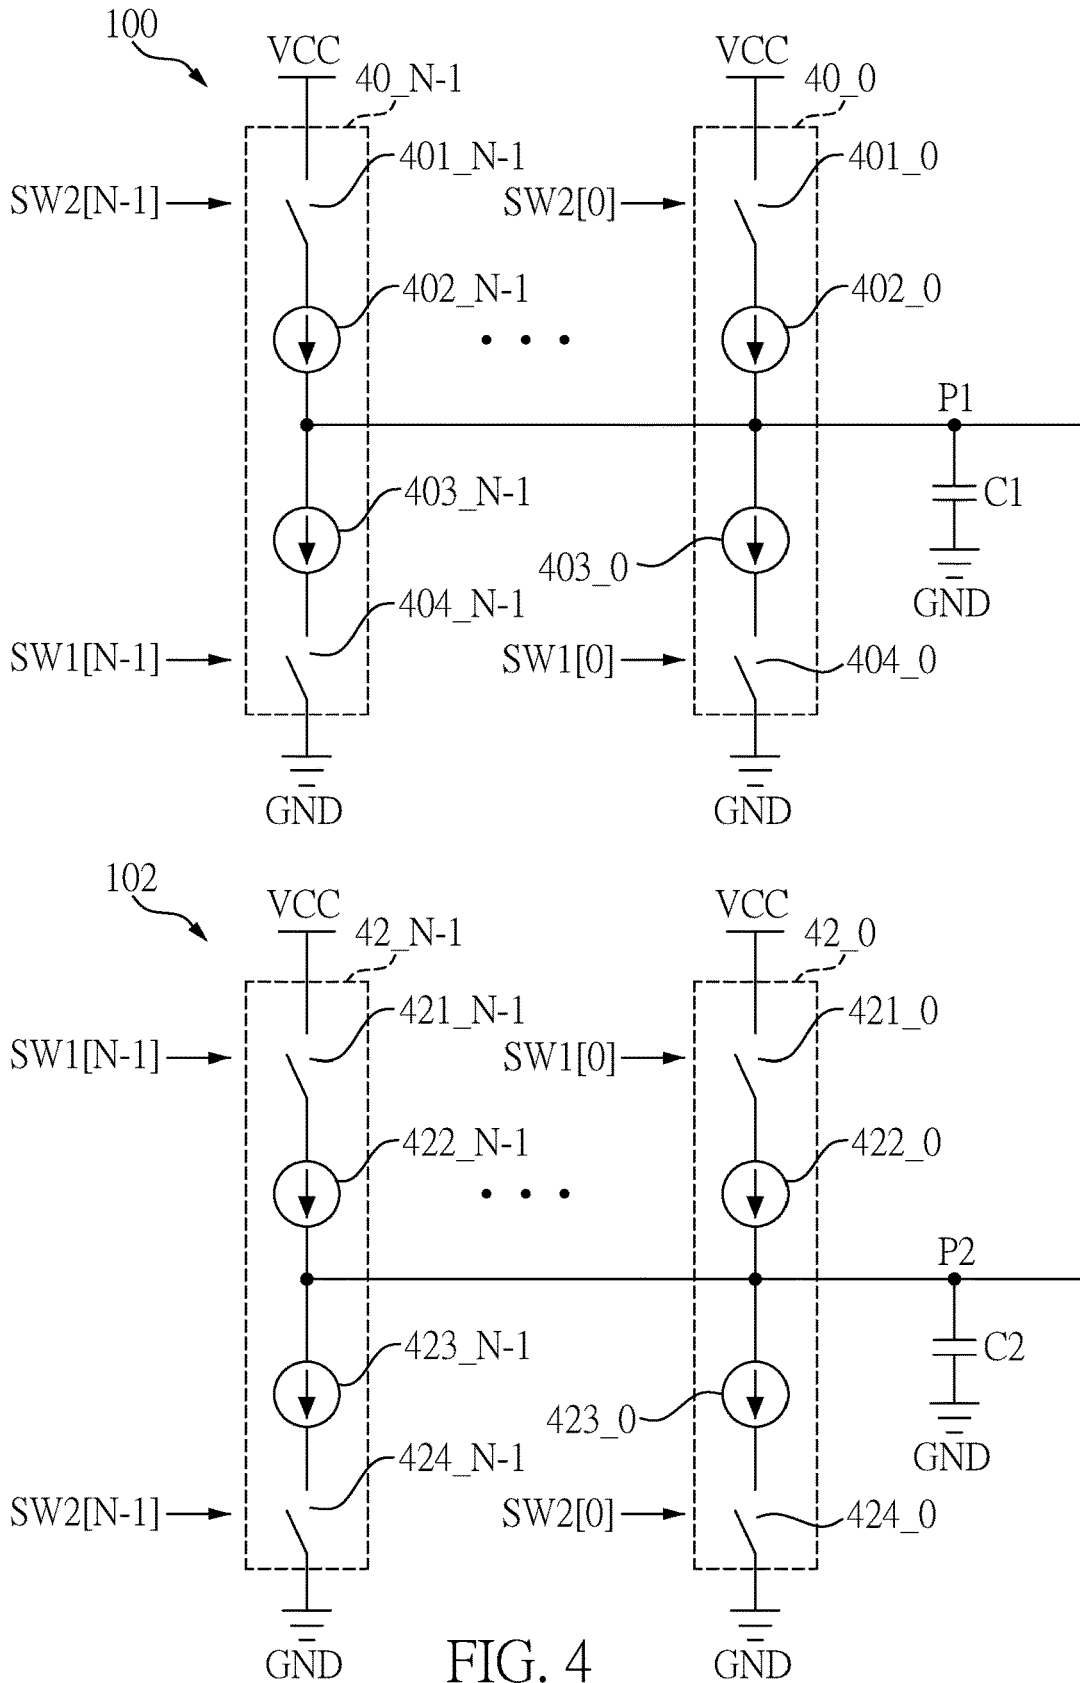 100
VCC
VCC
40_N-1
40_0
401_N-1
401_0
SW2[N-1]
SW2[0]
402_N-1
402_0
P1
403_N-1
C1
403_0
GND
404_N-1
SW1[N-1]
SW1[0]
404_0
GND
GND
102
VCC
VCC
42_N-1
42_0
421_N-1
421_0
SW1[N-1]
SW1[0]
422_N-1
422_0
P2
423_N-1
C2
423_0
GND
424_N-1
SW2[N-1]
SW2[0]
424_0
GND
GND
FIG. 4